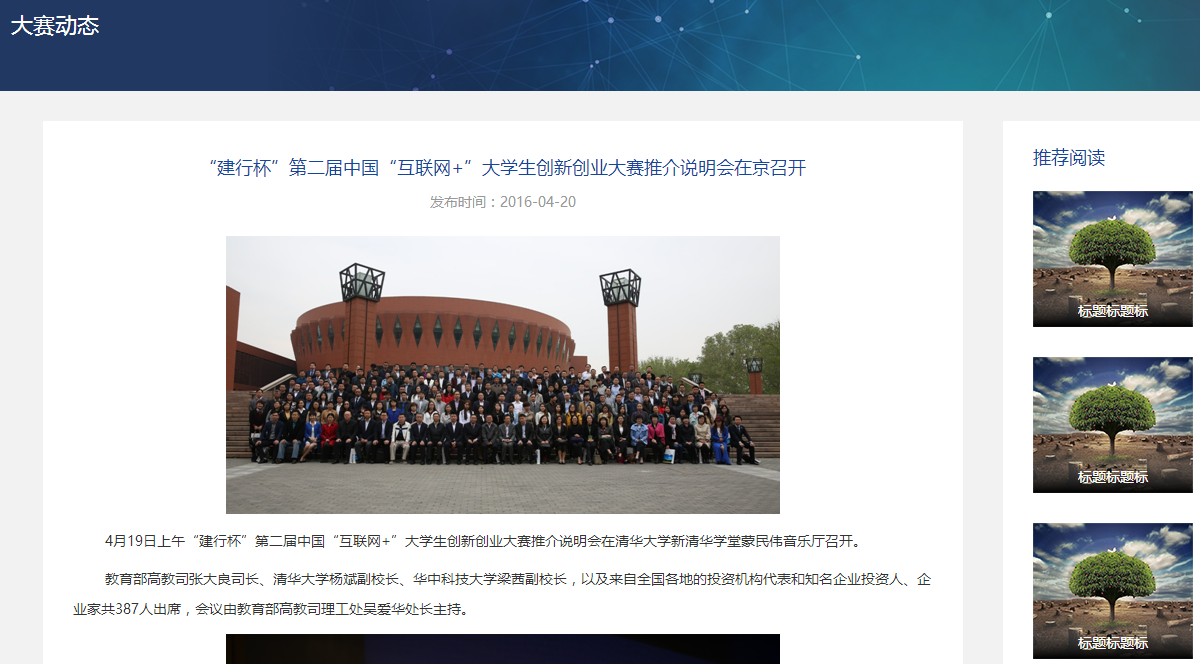 大赛动态
“建行杯”第二届中国“互联网+”大学生创新创业大赛推介说明会在京召开
发布时间：2016-04-20
4月19日上午“建行杯”第二届中国“互联网+”大学生创新创业大赛推介说明会在清华大学新清华学堂蒙民伟音乐厅召开。
教育部高教司张大良司长、清华大学杨斌副校长、华中科技大学梁茜副校长，以及来自全国各地的投资机构代表和知名企业投资人、企
业家共387人出席，会议由教育部高教司理工处吴爱华处长主持。
推荐阅读
标题标题标
标题标题标
标题标题标